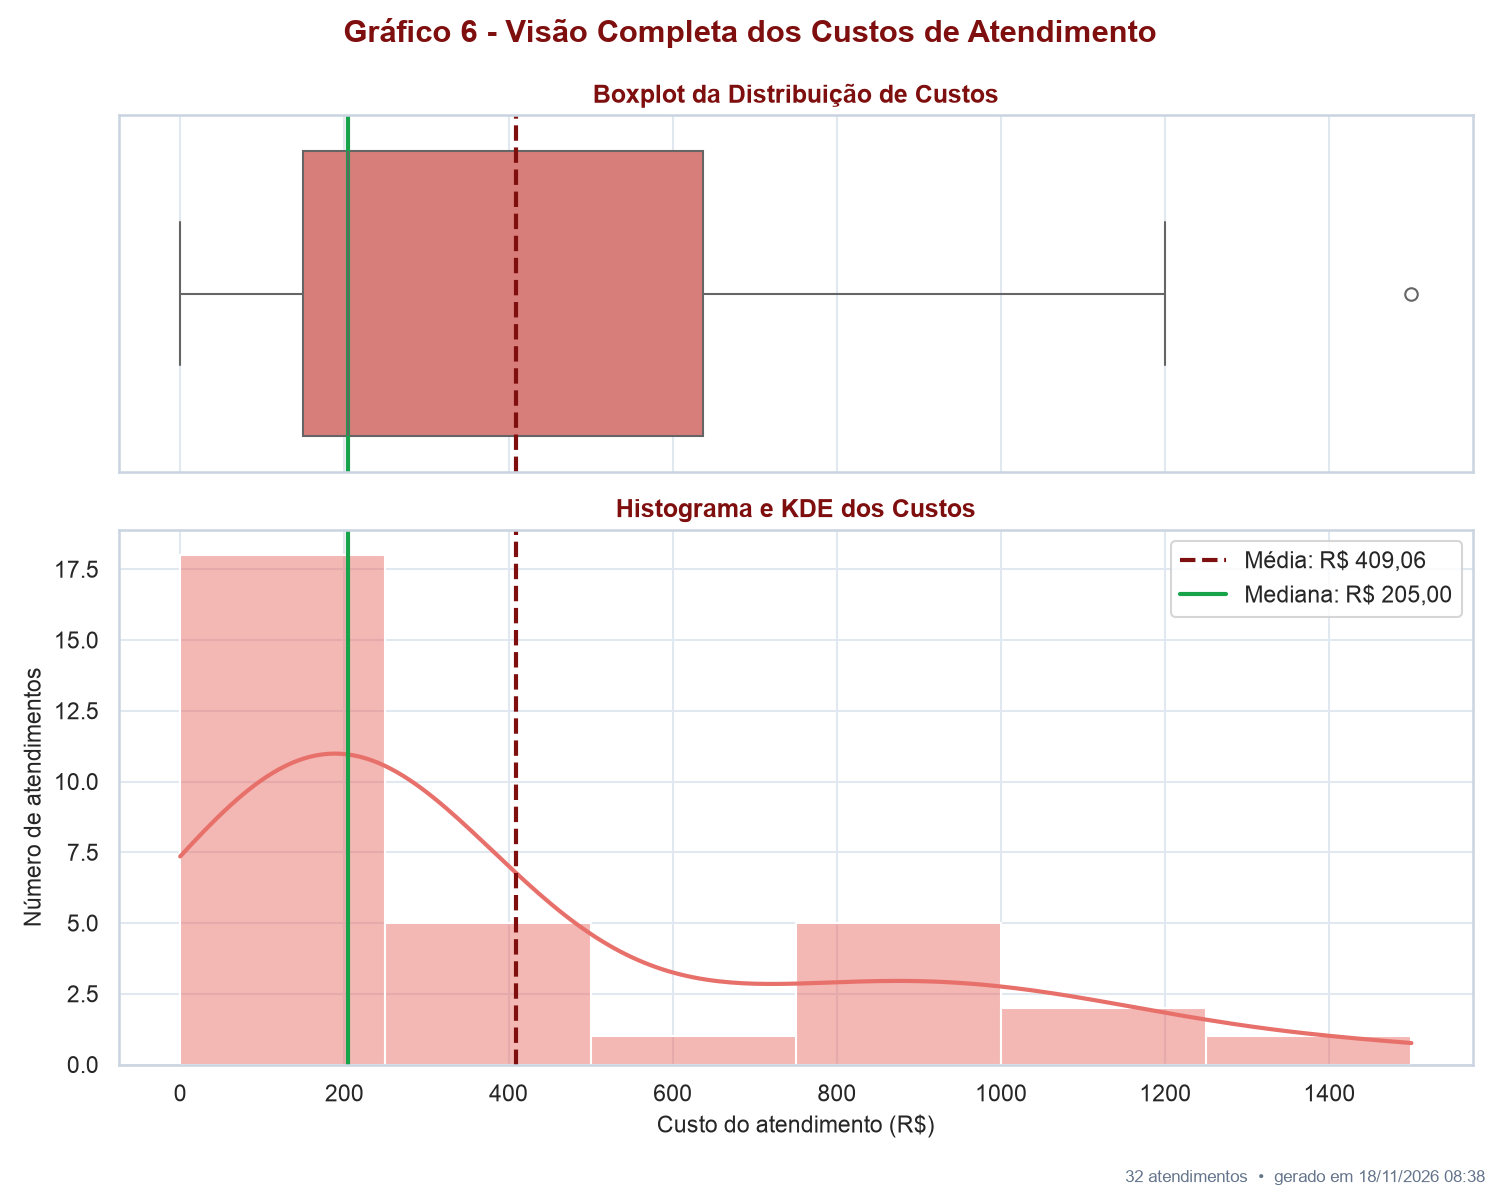 Gráfico 6 - Visão Completa dos Custos de Atendimento
Boxplot da Distribuição de Custos
Histograma e KDE dos Custos
Média: R$ 409,06
Mediana: R$ 205,00
Número de atendimentos
17.5
15.0
12.5
10.0
7.5
5.0
2.5
0.0
0 200 400 600 800 1000 1200 1400
Custo do atendimento (R$)
32 atendimentos • gerado em 18/11/2026 08:38